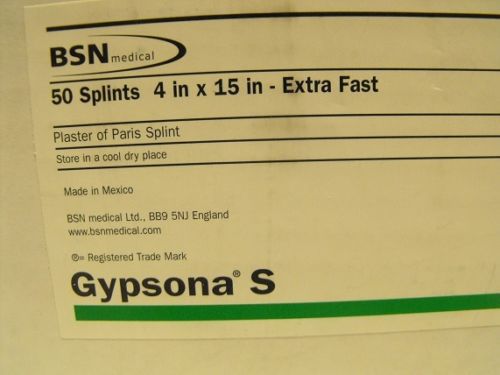 BSN medical
50 Splints 4 in x 15 in - Extra Fast
Plaster of Paris Splint
Store in a cool dry place
Made in Mexico
BSN medical Ltd., BB9 5NJ England
www.bsnmedical.com
®= Registered Trade Mark
Gypsona® S